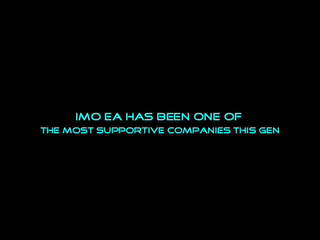 IMO EA HAS BEEN ONE OF
THE MOST SUPPORTIVE COMPANIES THIS GEN